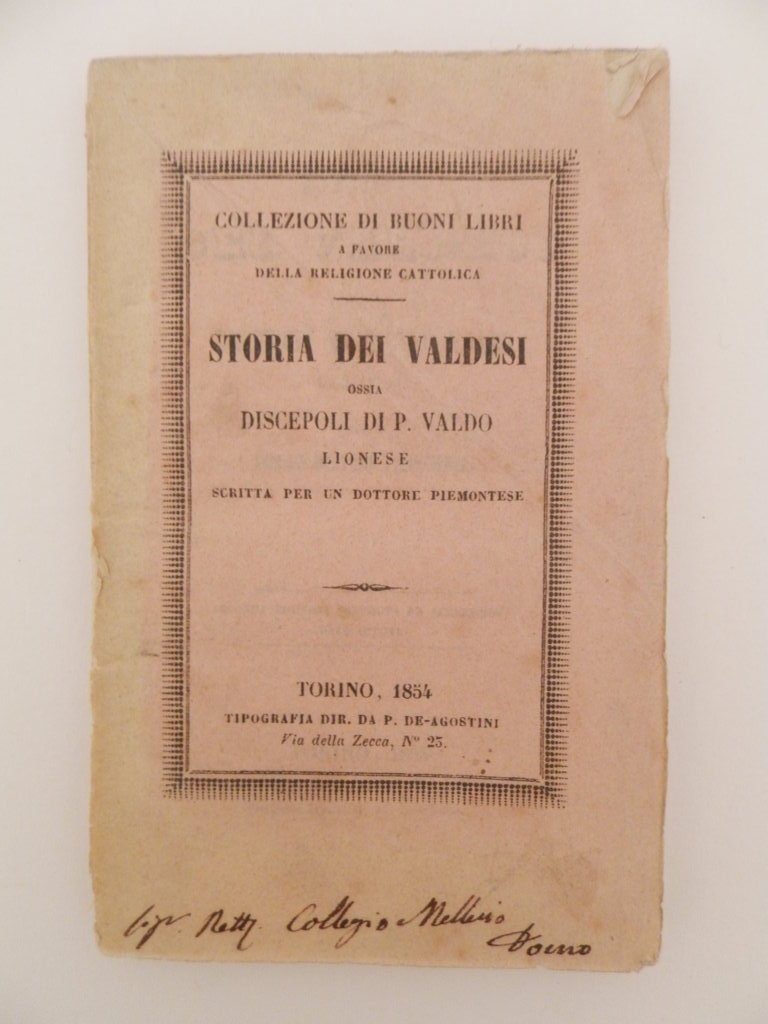 COLLEZIONE DI BUONI LIBRI
A FAVORE
DELLA RELIGIONE CATTOLICA
STORIA DEI VALDESI
OSSIA
DISCEPOLI DI P. VALDO
LIONESE
SCRITTA PER UN DOTTORE PIEMONTESE
TORINO, 1854
TIPOGRAFIA DIR. DA P. DE-AGOSTINI
Via della Zecca, N° 23.
Collegio Mellerio